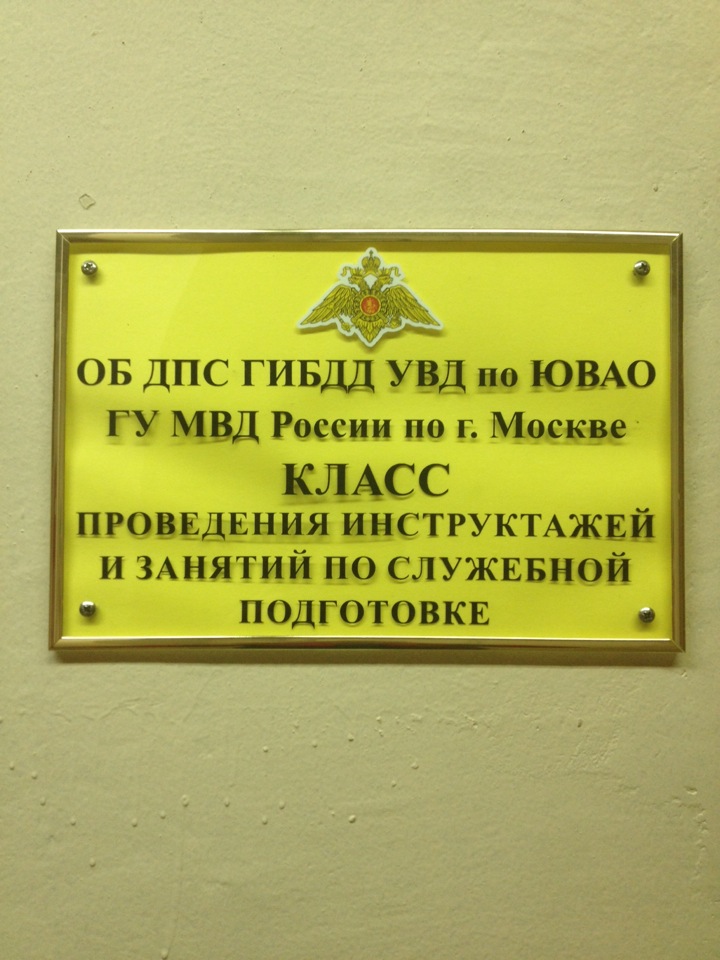 ОБ ДПС ГИБДД УВД по ЮВАО
ГУ МВД России по г. Москве
КЛАСС
ПРОВЕДЕНИЯ ИНСТРУКТАЖЕЙ
И ЗАНЯТИЙ ПО СЛУЖЕБНОЙ
ПОДГОТОВКЕ